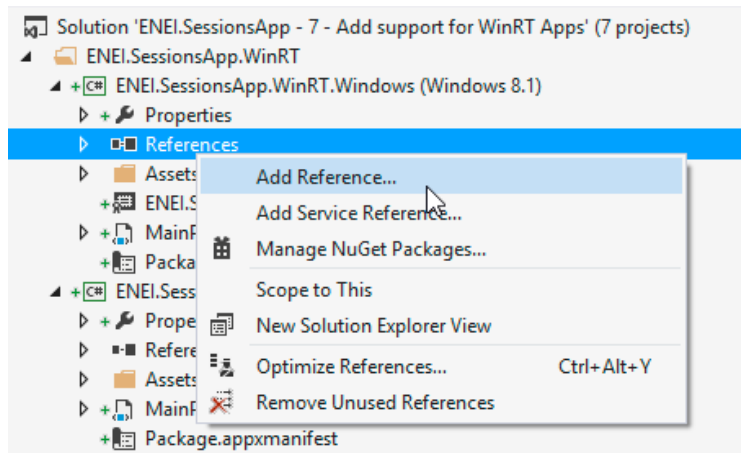 Solution 'ENEI.SessionsApp - 7 - Add support for WinRT Apps' (7 projects)
ENEI.SessionsApp.WinRT
C# ENEI.SessionsApp.WinRT.Windows (Windows 8.1)
Properties
References
Add Reference...
Assets
Add Service Reference...
ENEI.S
MainP
Manage NuGet Packages...
Packa
C# ENEI.Sess
Scope to This
Prope
New Solution Explorer View
Refere
Optimize References... Ctrl+Alt+Y
Assets
MainP
Remove Unused References
Package.appxmanifest